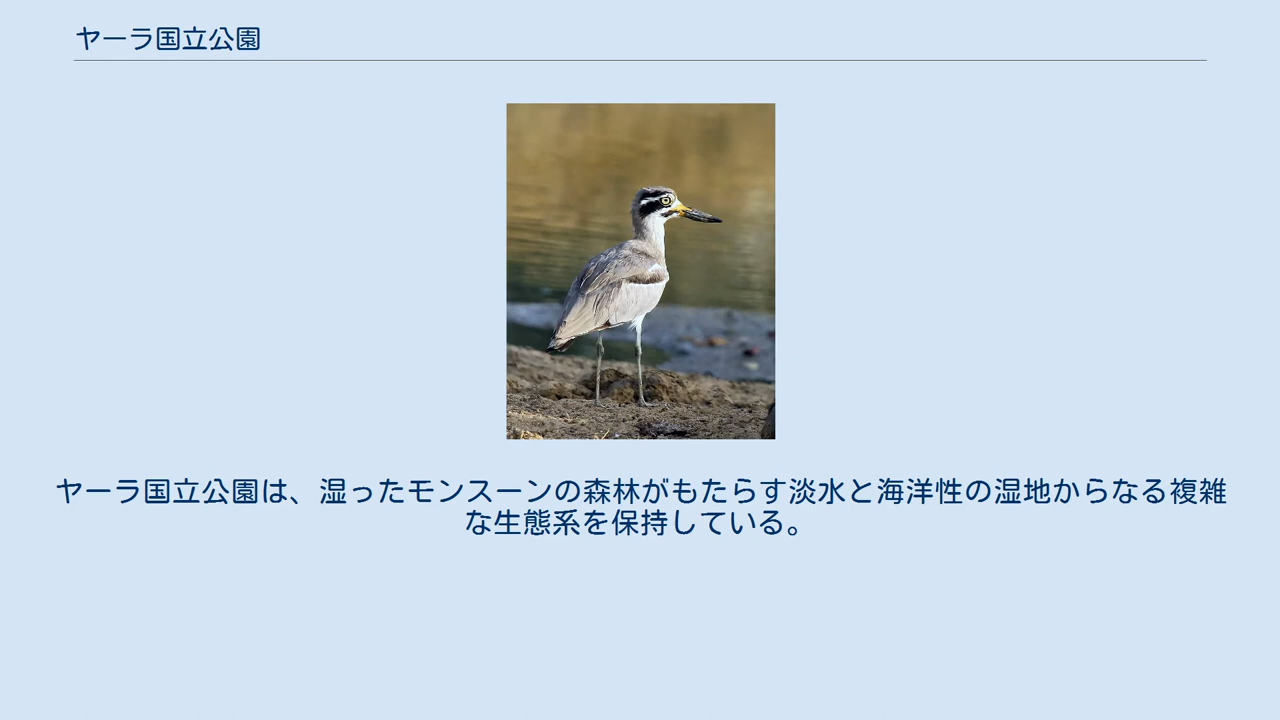 ヤーラ国立公園
ヤーラ国立公園は、湿ったモンスーンの森林がもたらす淡水と海洋性の湿地からなる複雑
な生態系を保持している。